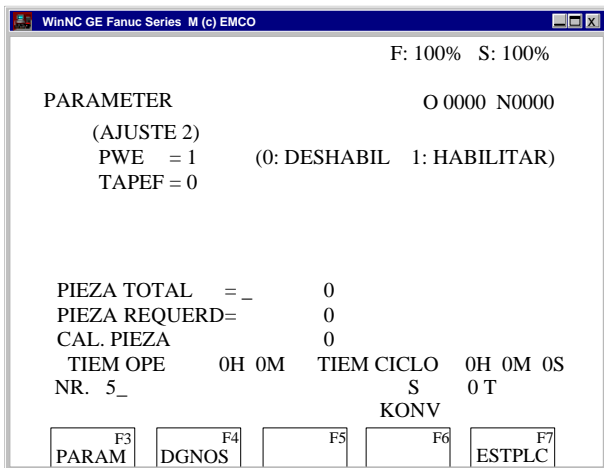 WinNC GE Fanuc Series M (c) EMCO
F: 100% S: 100%
PARAMETER O 0000 N0000
(AJUSTE 2)
PWE = 1 (0: DESHABIL 1: HABILITAR)
TAPEF = 0
PIEZA TOTAL = _ 0
PIEZA REQUERD= 0
CAL. PIEZA 0
TIEM OPE 0H 0M TIEM CICLO 0H 0M 0S
NR. 5_ S 0 T
KONV
F3 F4 F5 F6 F7
PARAM DGNOS ESTPLC